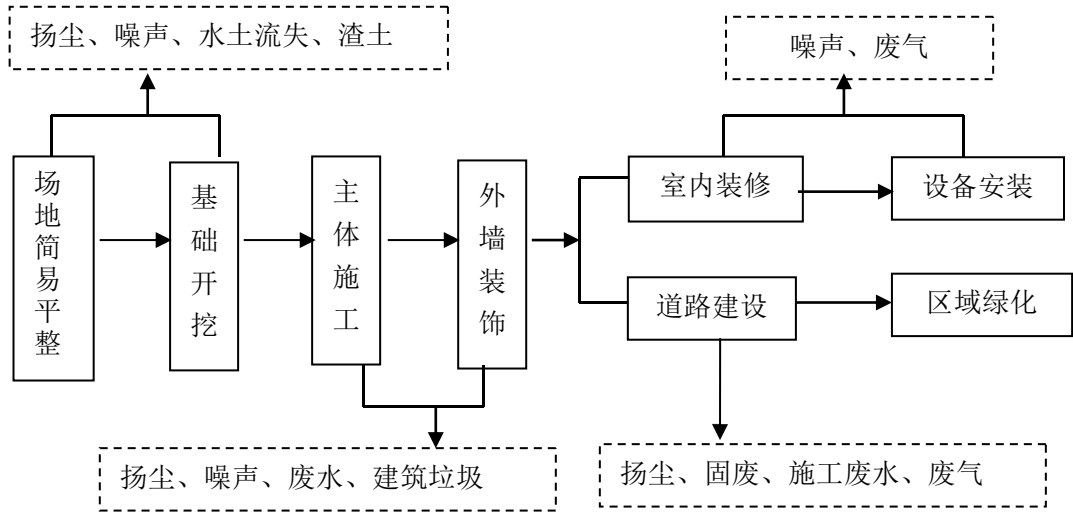 扬尘、噪声、水土流失、渣土
噪声、废气
场地简易平整
基础开挖
主体施工
外墙装饰
室内装修
设备安装
道路建设
区域绿化
扬尘、噪声、废水、建筑垃圾
扬尘、固废、施工废水、废气